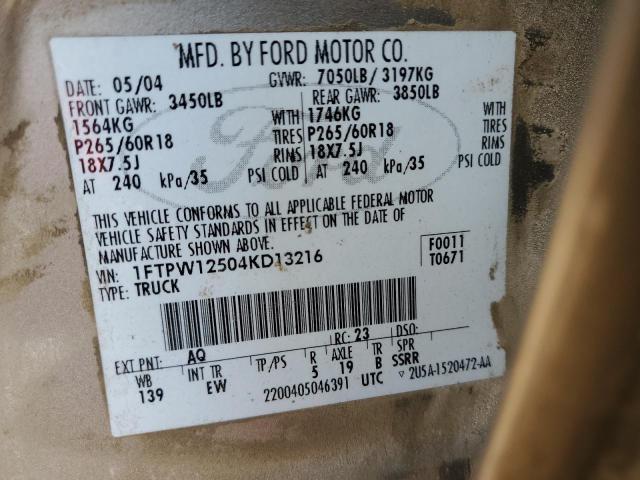 MFD. BY FORD MOTOR CO.
DATE: 05/04 GVWR: 7050LB/ 3197KG
FRONT GAWR: 3450LB REAR GAWR: 3850LB
1564KG WITH 1746KG WITH
P265/60R18 TIRES P265/60R18 TIRES
18X7.5J RIMS 18X7.5J RIMS
AT 240 kPa/35 PSI COLD AT 240 kPa/35 PSI COLD
Ford
THIS VEHICLE CONFORMS TO ALL APPLICABLE FEDERAL MOTOR
VEHICLE SAFETY STANDARDS IN EFFECT ON THE DATE OF
MANUFACTURE SHOWN ABOVE.
F0011
T0671
VIN: 1FTPW12504KD13216
TYPE: TRUCK
EXT PNT: AQ RC: 23 DSO:
WB INT TR TP/PS R AXLE TR SPR
139 EW 5 19 B SSRR
2200405046391 UTC ▽ 2U5A-1520472-AA